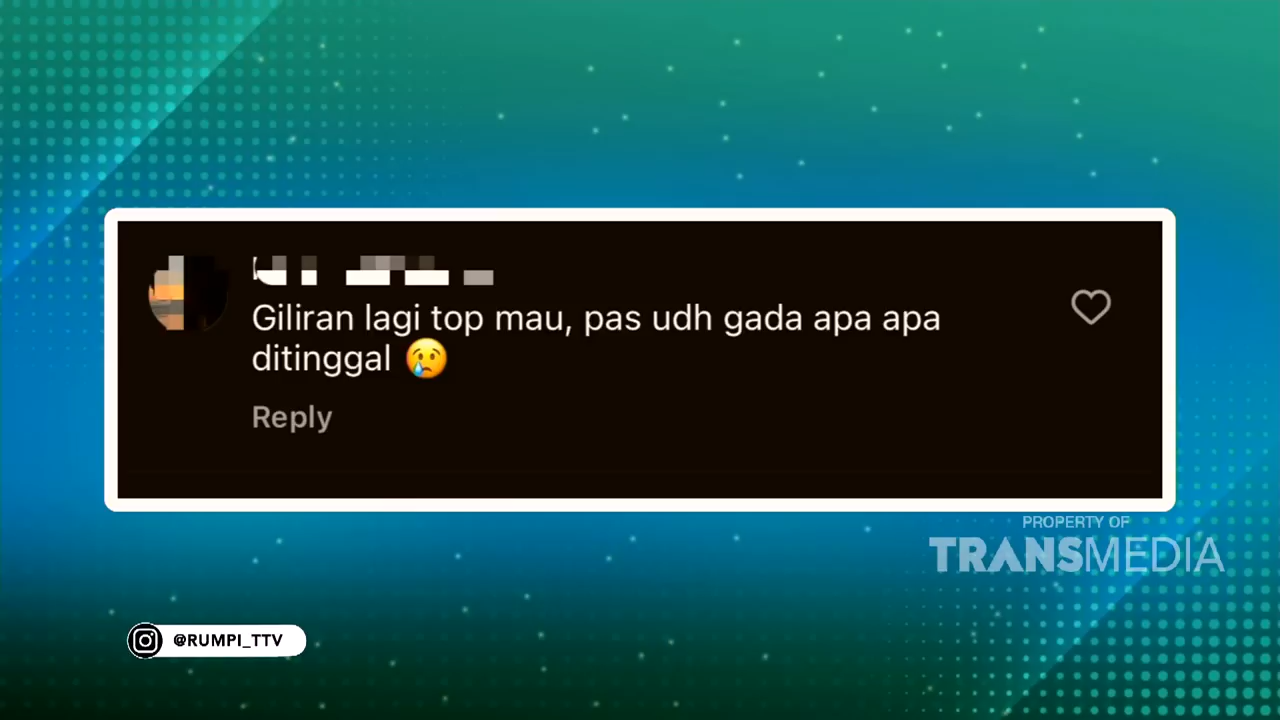 Giliran lagi top mau, pas udh gada apa apa
ditinggal 😢
Reply
PROPERTY OF
TRANSMEDIA
@RUMPI_TTV